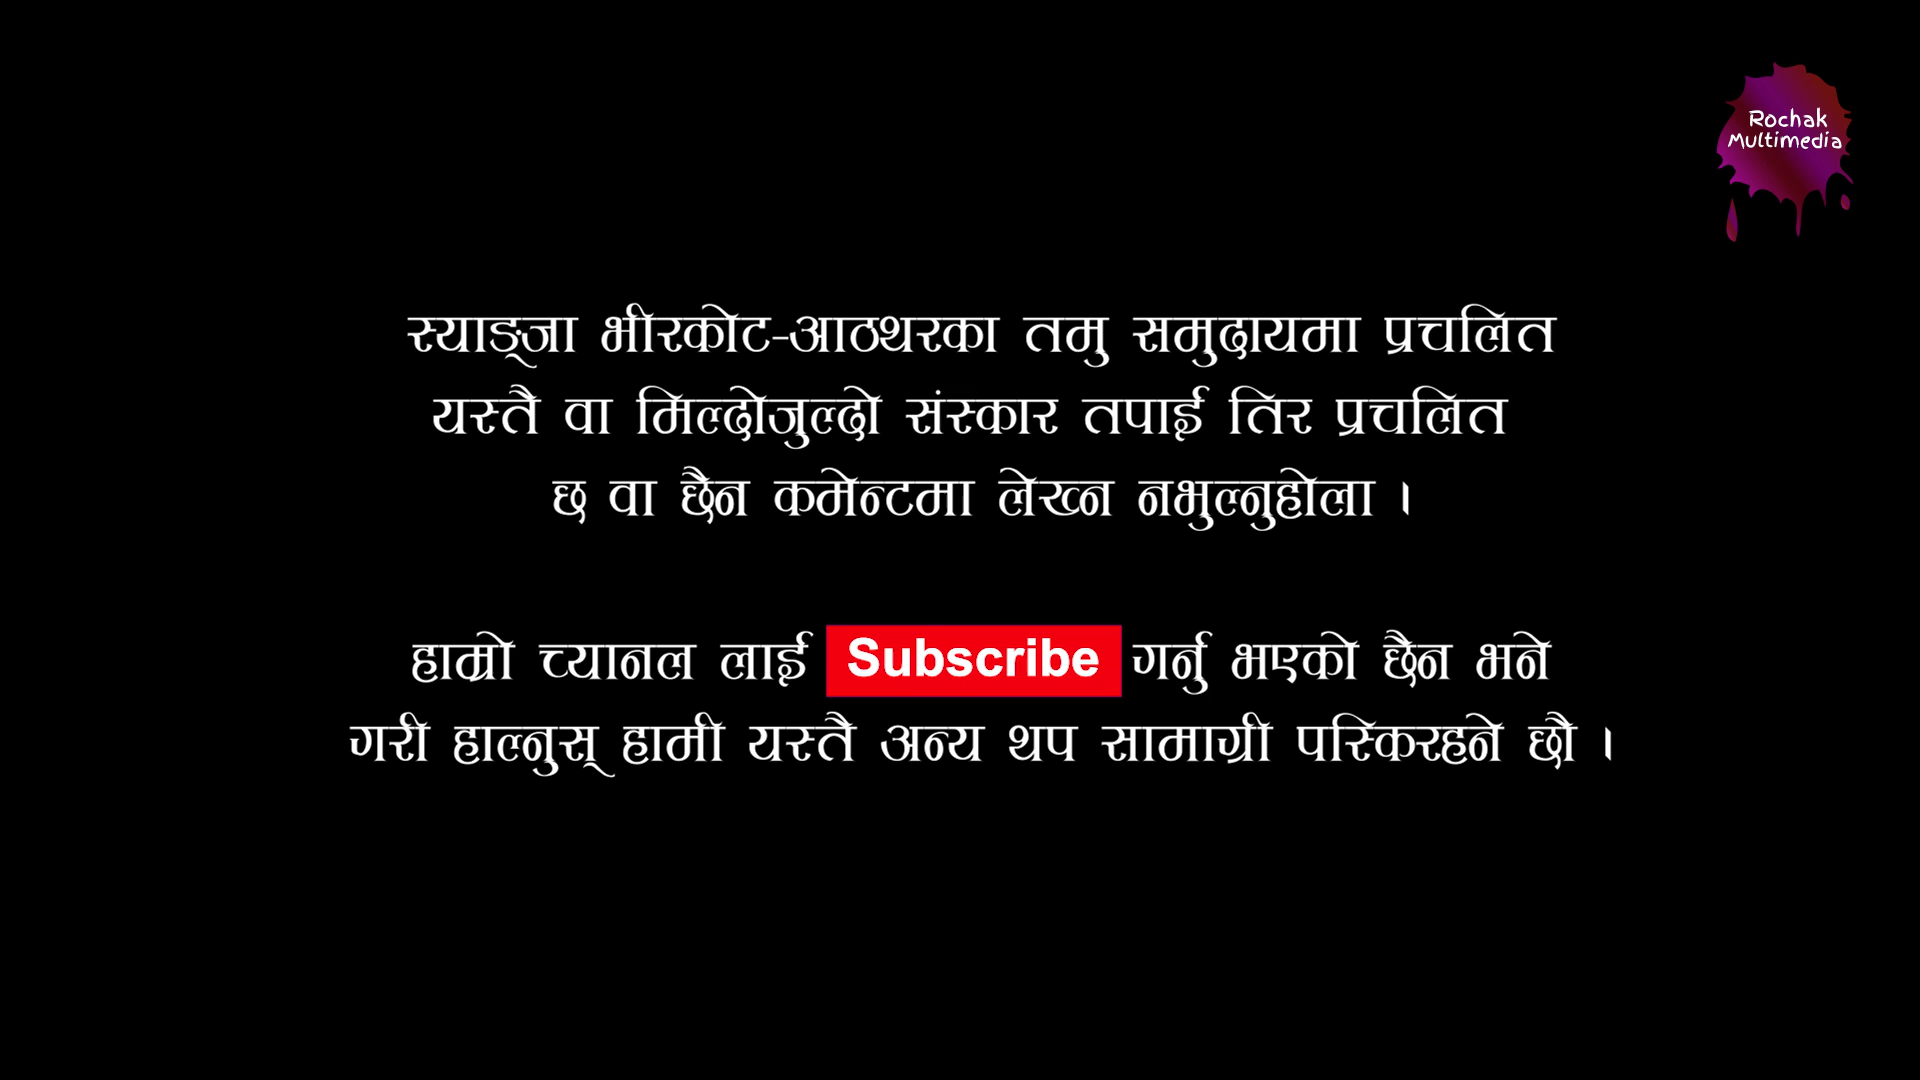 Rochak
Multimedia
स्याङ्जा भीरकोट-आठथरका तमु समुदायमा प्रचलित
यस्तै वा मिल्दोजुल्दो संस्कार तपाई तिर प्रचलित
छ वा छैन कमेन्टमा लेख्न नभुल्नुहोला ।
हाम्रो च्यानल लाई Subscribe गर्नु भएको छैन भने
गरी हाल्नुस् हामी यस्तै अन्य थप सामाग्री पस्किरहने छौ ।